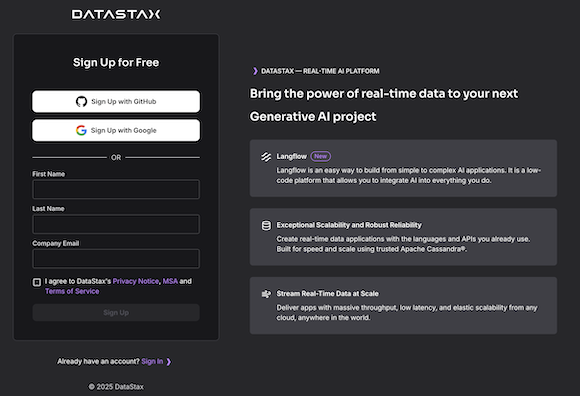 DATASTAX
Sign Up for Free
Sign Up with GitHub
Sign Up with Google
OR
First Name
Last Name
Company Email
I agree to DataStax's Privacy Notice, MSA and
Terms of Service
Sign Up
Already have an account? Sign In ❯
© 2025 DataStax
❯ DATASTAX — REAL-TIME AI PLATFORM
Bring the power of real-time data to your next
Generative AI project
Langflow New
Langflow is an easy way to build from simple to complex AI applications. It is a low-
code platform that allows you to integrate AI into everything you do.
Exceptional Scalability and Robust Reliability
Create real-time data applications with the languages and APIs you already use.
Built for speed and scale using trusted Apache Cassandra®.
Stream Real-Time Data at Scale
Deliver apps with massive throughput, low latency, and elastic scalability from any
cloud, anywhere in the world.